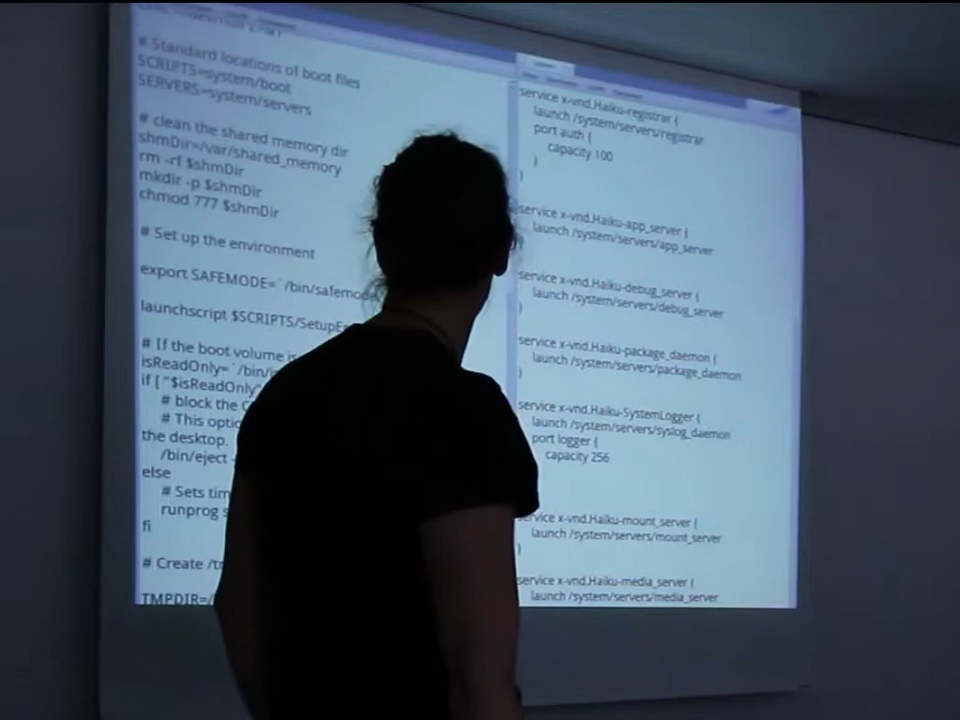 # Standard locations of boot files
SCRIPTS=system/boot
SERVERS=system/servers
# clean the shared memory dir
shmDir=/var/shared_memory
rm -rf $shmDir
mkdir -p $shmDir
chmod 777 $shmDir
# Set up the environment
export SAFEMODE=`/bin/safemode
launchscript $SCRIPTS/SetupE
# If the boot volume is
isReadOnly=`/bin/
if [ "$isReadOnly"
# block the
# This optio
the desktop.
/bin/eject -
else
# Sets tim
runprog s
fi
# Create /t
TMPDIR=/
service x-vnd.Haiku-registrar {
launch /system/servers/registrar
port auth {
capacity 100
}
}
service x-vnd.Haiku-app_server {
launch /system/servers/app_server
service x-vnd.Haiku-debug_server {
launch /system/servers/debug_server
}
service x-vnd.Haiku-package_daemon {
launch /system/servers/package_daemon
}
service x-vnd.Haiku-SystemLogger {
launch /system/servers/syslog_daemon
port logger {
capacity 256
service x-vnd.Haiku-mount_server {
launch /system/servers/mount_server
}
service x-vnd.Haiku-media_server {
launch /system/servers/media_server